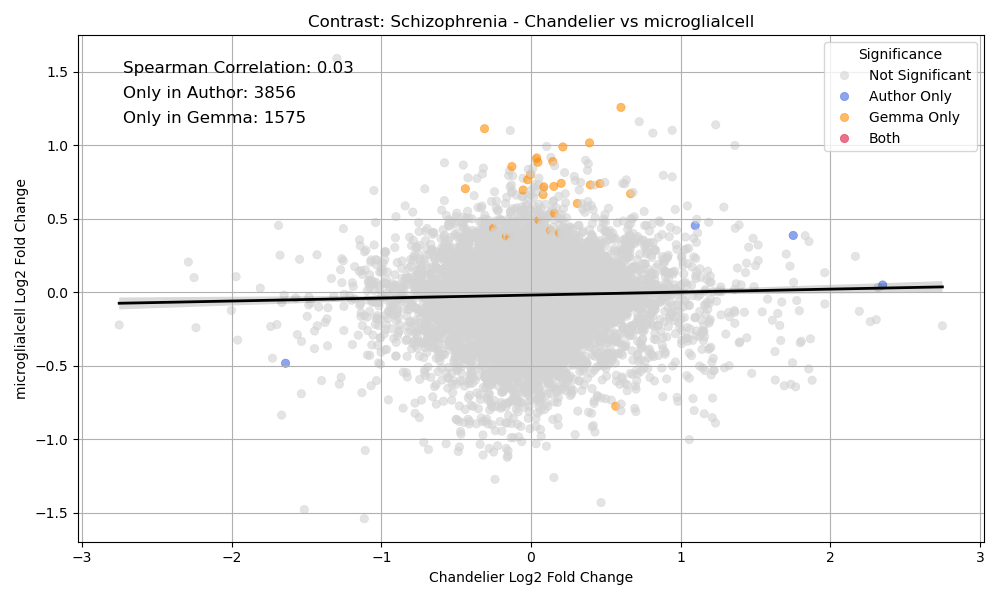 Contrast: Schizophrenia - Chandelier vs microglialcell
Spearman Correlation: 0.03
Only in Author: 3856
Only in Gemma: 1575
Significance
Not Significant
Author Only
Gemma Only
Both
microglialcell Log2 Fold Change
1.5
1.0
0.5
0.0
−0.5
−1.0
−1.5
−3 −2 −1 0 1 2 3
Chandelier Log2 Fold Change